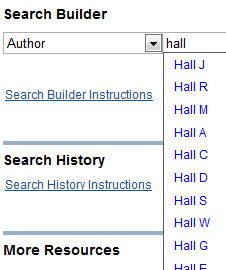 Search Builder
Author hall
Hall J
Hall R
Search Builder Instructions
Hall M
Hall A
Hall C
Search History
Hall D
Search History Instructions
Hall S
Hall W
Hall G
More Resources